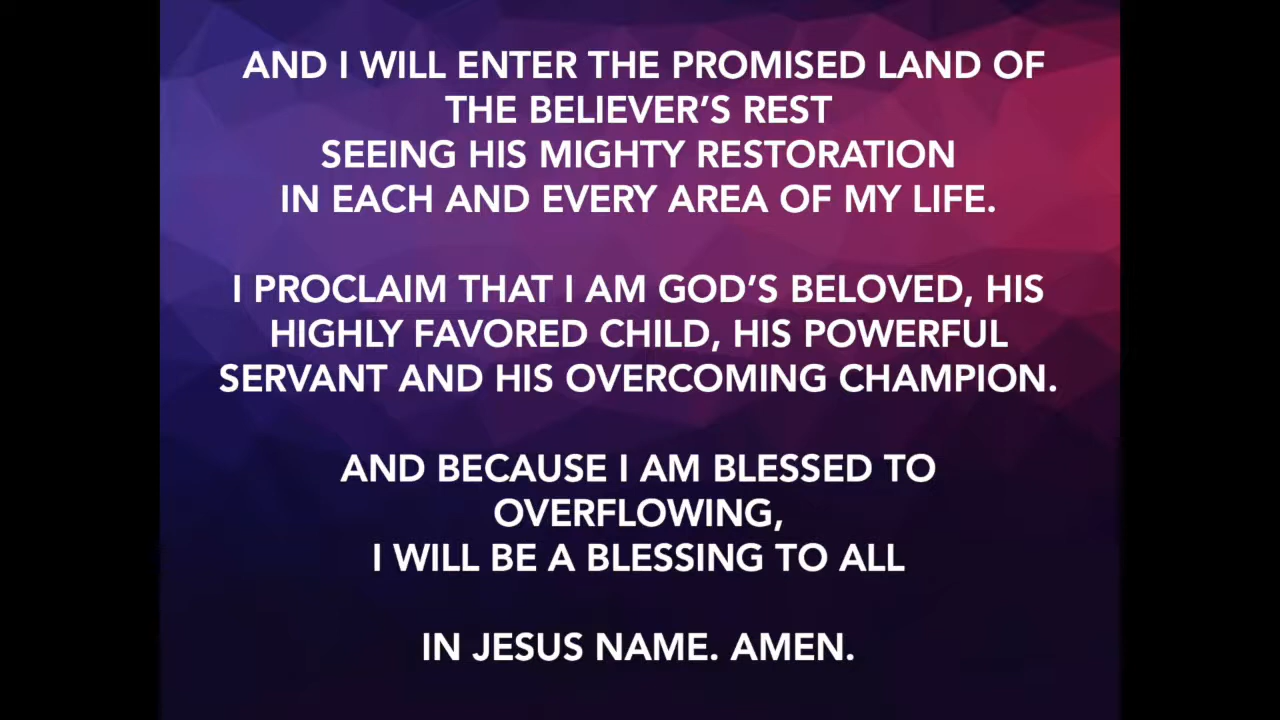 AND I WILL ENTER THE PROMISED LAND OF
THE BELIEVER’S REST
SEEING HIS MIGHTY RESTORATION
IN EACH AND EVERY AREA OF MY LIFE.
I PROCLAIM THAT I AM GOD’S BELOVED, HIS
HIGHLY FAVORED CHILD, HIS POWERFUL
SERVANT AND HIS OVERCOMING CHAMPION.
AND BECAUSE I AM BLESSED TO
OVERFLOWING,
I WILL BE A BLESSING TO ALL
IN JESUS NAME. AMEN.